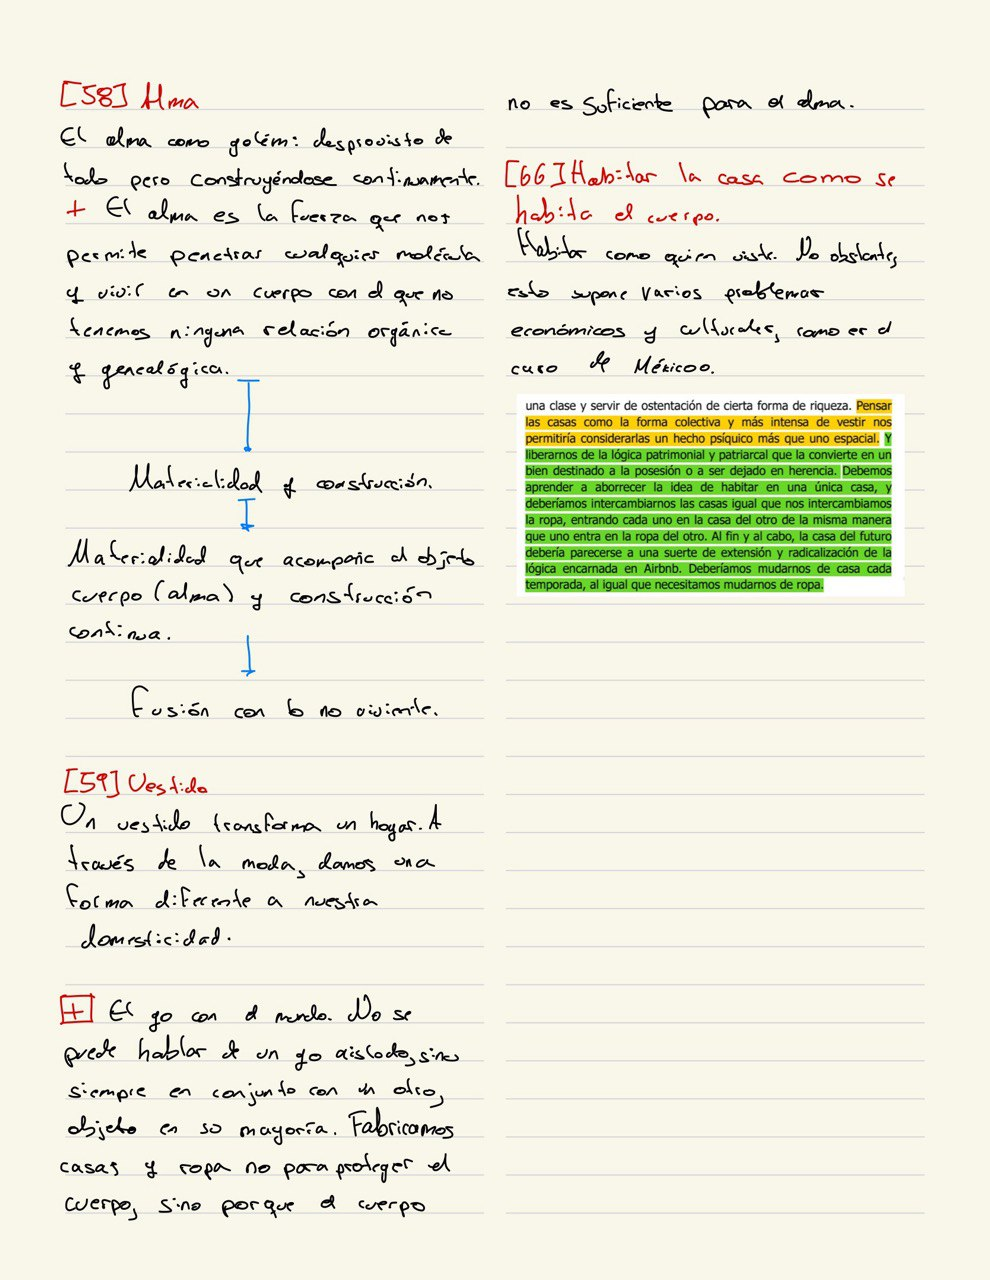 [58] Alma
El alma como golém: desprovisto de
todo pero construyéndose continuamente.
+ El alma es la fuerza que nos
permite penetrar cualquier molécula
y vivir en un cuerpo con el que no
tenemos ninguna relación orgánica
y genealógica.
Materialidad y construcción.
Materialidad que acompaña al objeto
cuerpo (alma) y construcción
continua.
Fusión con lo no viviente.
[59] Vestido
Un vestido transforma un hogar. A
través de la moda, damos una
forma diferente a nuestra
domesticidad.
+ El yo con el mundo. No se
puede hablar de un yo aislado, sino
siempre en conjunto con un otro,
objeto en su mayoría. Fabricamos
casas y ropa no para proteger el
cuerpo, sino porque el cuerpo
no es suficiente para el alma.
[66] Habitar la casa como se
habita el cuerpo.
Habitar como quien viste. No obstante,
esto supone varios problemas
económicos y culturales, como es el
caso de México.
una clase y servir de ostentación de cierta forma de riqueza. Pensar
las casas como la forma colectiva y más intensa de vestir nos
permitiría considerarlas un hecho psíquico más que uno espacial. Y
liberarnos de la lógica patrimonial y patriarcal que la convierte en un
bien destinado a la posesión o a ser dejado en herencia. Debemos
aprender a aborrecer la idea de habitar en una única casa, y
deberíamos intercambiarnos las casas igual que nos intercambiamos
la ropa, entrando cada uno en la casa del otro de la misma manera
que uno entra en la ropa del otro. Al fin y al cabo, la casa del futuro
debería parecerse a una suerte de extensión y radicalización de la
lógica encarnada en Airbnb. Deberíamos mudarnos de casa cada
temporada, al igual que necesitamos mudarnos de ropa.